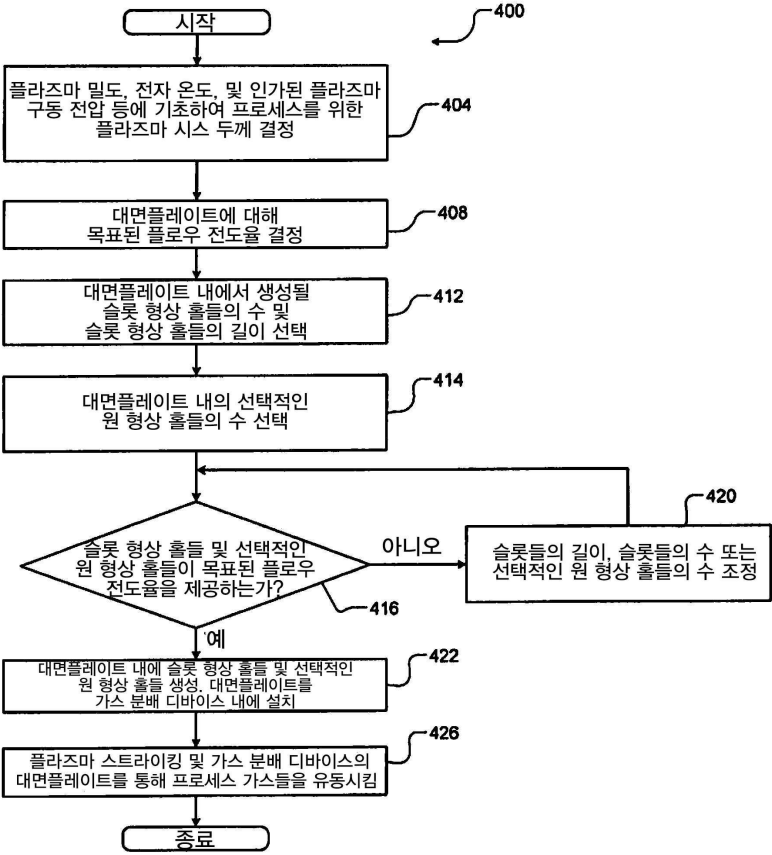 시작
400
플라즈마 밀도, 전자 온도, 및 인가된 플라즈마
구동 전압 등에 기초하여 프로세스를 위한
플라즈마 시스 두께 결정
404
대면플레이트에 대해
목표된 플로우 전도율 결정
408
대면플레이트 내에서 생성될
슬롯 형상 홀들의 수 및
슬롯 형상 홀들의 길이 선택
412
대면플레이트 내의 선택적인
원 형상 홀들의 수 선택
414
슬롯 형상 홀들 및 선택적인
원 형상 홀들이 목표된 플로우
전도율을 제공하는가?
416
아니오
슬롯들의 길이, 슬롯들의 수 또는
선택적인 원 형상 홀들의 수 조정
420
예
대면플레이트 내에 슬롯 형상 홀들 및 선택적인
원 형상 홀들 생성, 대면플레이트를
가스 분배 디바이스 내에 설치
422
플라즈마 스트라이킹 및 가스 분배 디바이스의
대면플레이트를 통해 프로세스 가스들을 유동시킴
426
종료